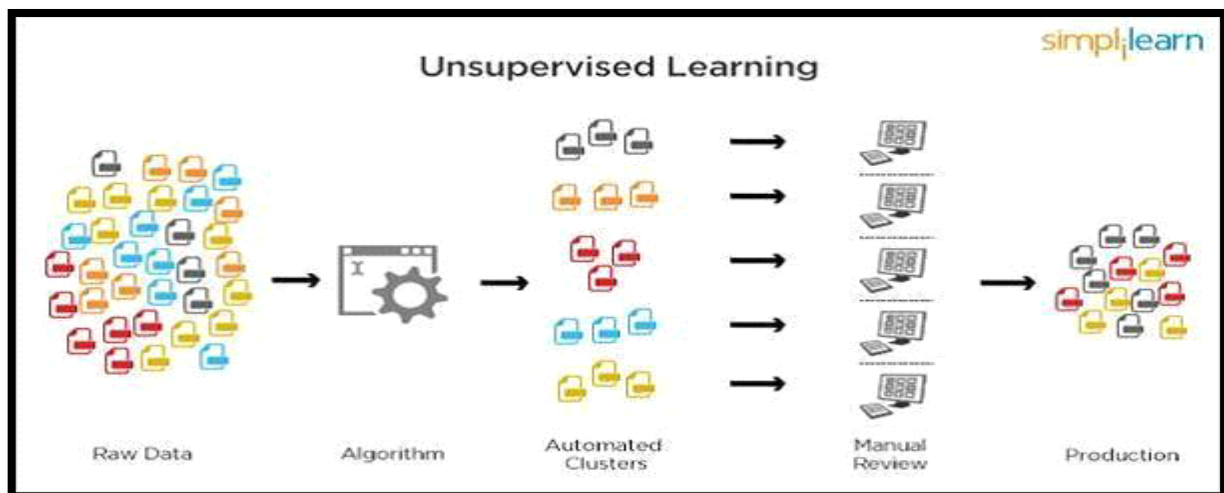 simplilearn
Unsupervised Learning
Raw Data
Algorithm
Automated
Clusters
Manual
Review
Production